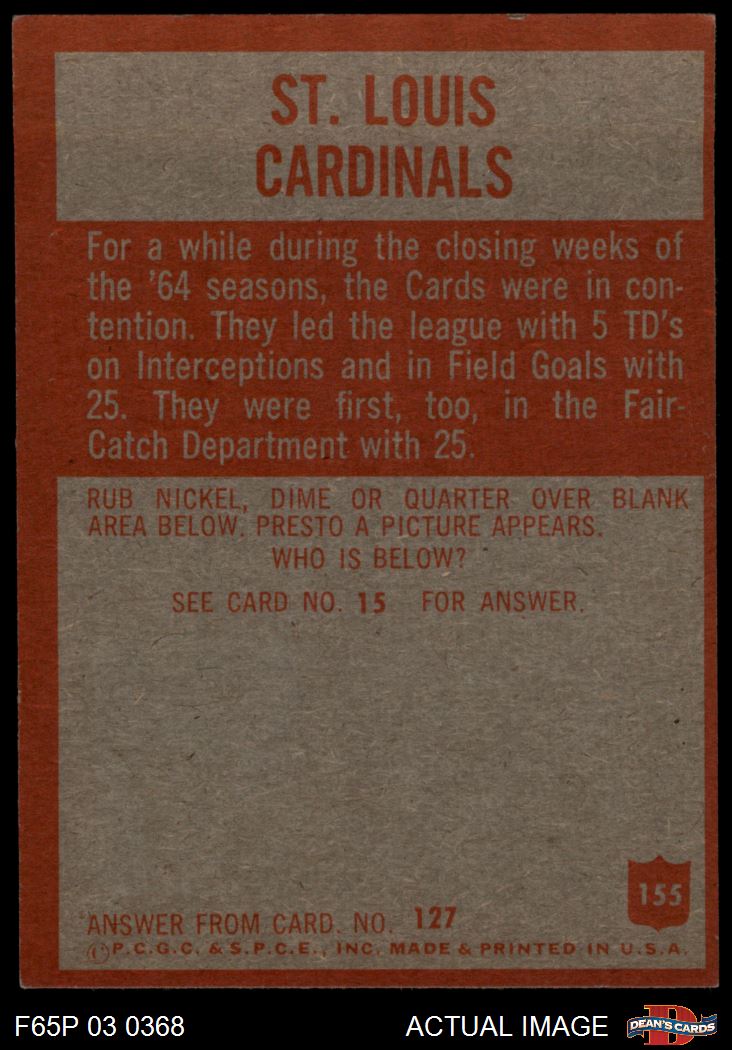 ST. LOUIS
CARDINALS
For a while during the closing weeks of
the '64 seasons, the Cards were in con-
tention. They led the league with 5 TD's
on Interceptions and in Field Goals with
25. They were first, too, in the Fair-
Catch Department with 25.
RUB NICKEL, DIME OR QUARTER OVER BLANK
AREA BELOW. PRESTO A PICTURE APPEARS.
WHO IS BELOW?
SEE CARD NO. 15 FOR ANSWER.
155
ANSWER FROM CARD. NO. 127
©P.C.G.C. & S.P.C.E., INC. MADE & PRINTED IN U.S.A.
F65P 03 0368
ACTUAL IMAGE
D
DEAN'S CARDS